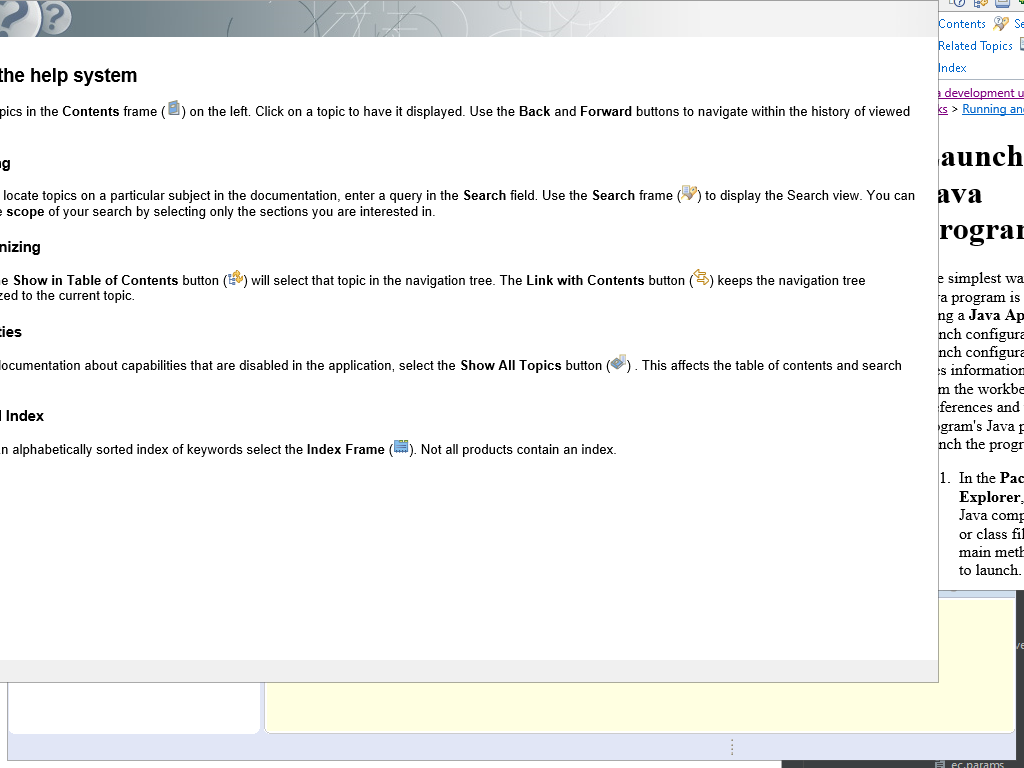 the help system
pics in the Contents frame ( ) on the left. Click on a topic to have it displayed. Use the Back and Forward buttons to navigate within the history of viewed
ng
locate topics on a particular subject in the documentation, enter a query in the Search field. Use the Search frame ( ) to display the Search view. You can
e scope of your search by selecting only the sections you are interested in.
nizing
he Show in Table of Contents button ( ) will select that topic in the navigation tree. The Link with Contents button ( ) keeps the navigation tree
zed to the current topic.
ties
documentation about capabilities that are disabled in the application, select the Show All Topics button ( ) . This affects the table of contents and search
l Index
n alphabetically sorted index of keywords select the Index Frame ( ). Not all products contain an index.
Contents Se
Related Topics
Index
a development u
ks > Running an
Launch
ava
rogram
e simplest wa
va program is
ng a Java Ap
nch configura
nch configura
es information
m the workbe
ferences and
ogram's Java p
nch the progr
1. In the Pac
Explorer,
Java comp
or class fil
main meth
to launch.
ve
ec.params